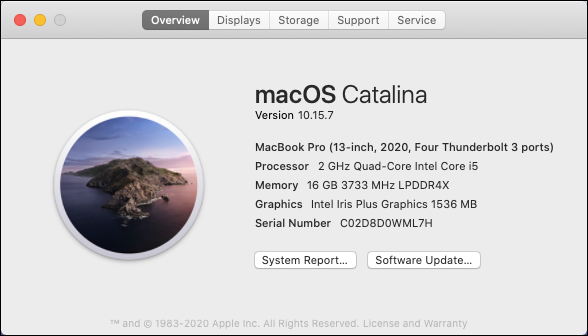 Overview Displays Storage Support Service
macOS Catalina
Version 10.15.7
MacBook Pro (13-inch, 2020, Four Thunderbolt 3 ports)
Processor 2 GHz Quad-Core Intel Core i5
Memory 16 GB 3733 MHz LPDDR4X
Graphics Intel Iris Plus Graphics 1536 MB
Serial Number C02D8D0WML7H
System Report... Software Update...
™ and © 1983-2020 Apple Inc. All Rights Reserved. License and Warranty